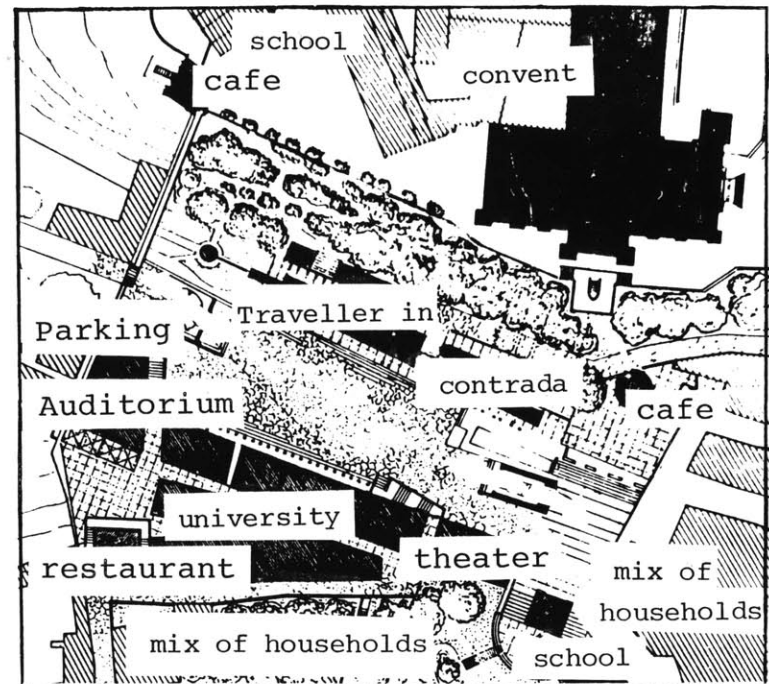 school
cafe
convent
Traveller in
Parking
contrada
Auditorium
cafe
university
restaurant
theater
mix of
households
mix of households
school